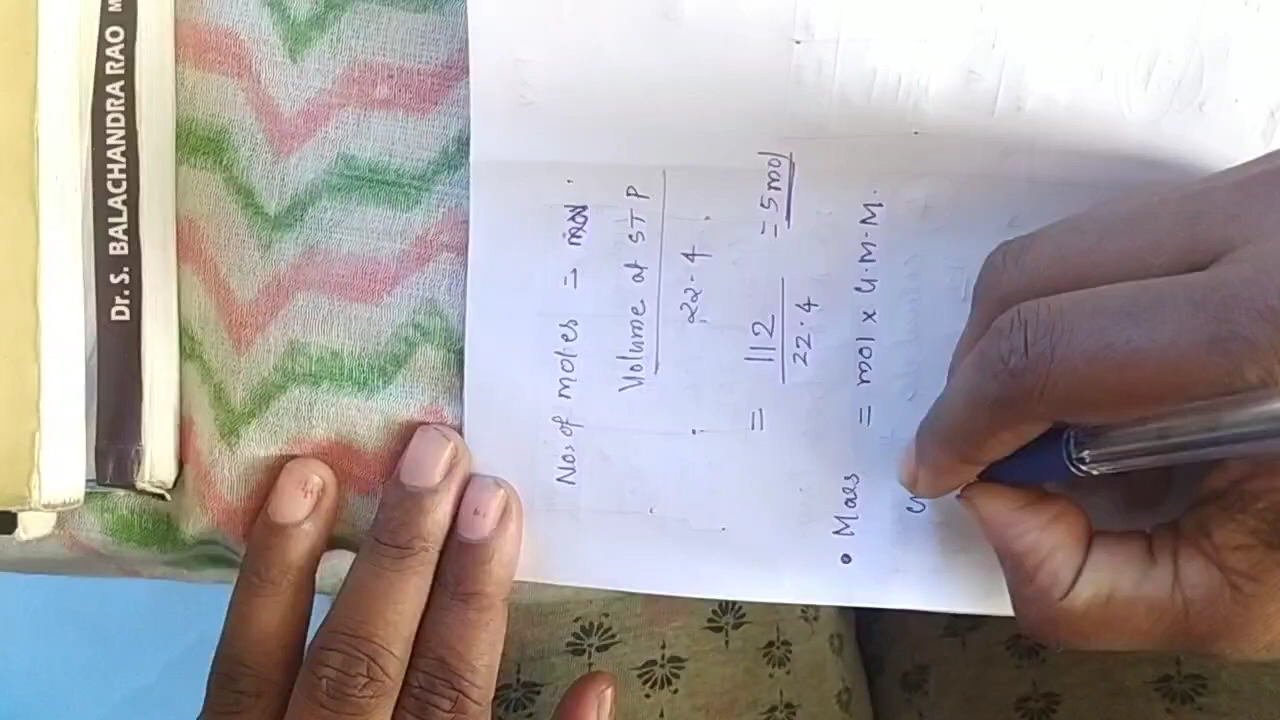 Dr. S. BALACHANDRA RAO M
No. of moles =
Volume at STP
22.4
= 112 = 5 mol
22.4
• Mass = mol x G.M.M.